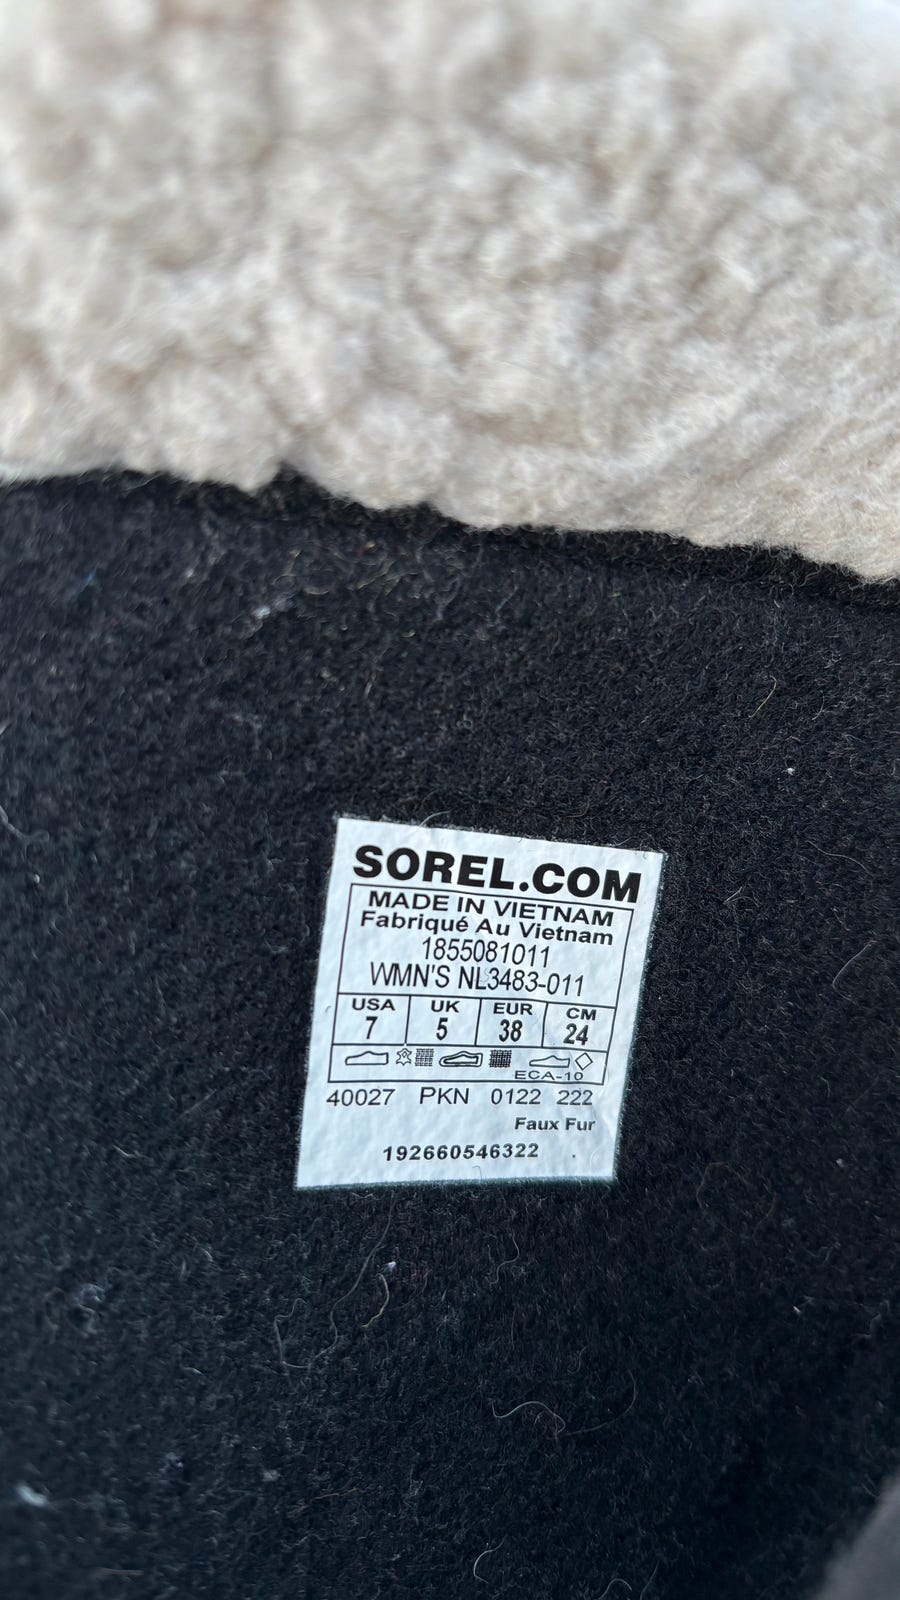 SOREL.COM
MADE IN VIETNAM
Fabriqué Au Vietnam
1855081011
WMN'S NL3483-011
USA UK EUR CM
7 5 38 24
ECA-10
40027 PKN 0122 222
Faux Fur
192660546322